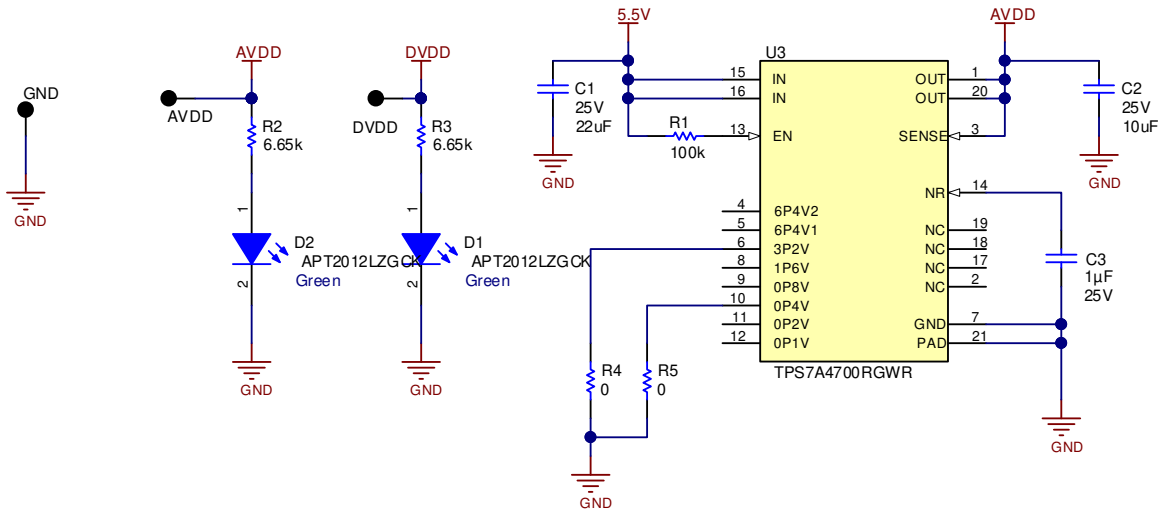 GND
GND
AVDD
AVDD
R2
6.65k
1
D2
APT2012LZGCK
Green
2
GND
DVDD
DVDD
R3
6.65k
1
D1
APT2012LZGCK
Green
2
GND
5.5V
C1
25V
22uF
GND
R1
100k
U3
15 IN
16 IN
13 EN
4 6P4V2
5 6P4V1
6 3P2V
8 1P6V
9 0P8V
10 0P4V
11 0P2V
12 0P1V
OUT 1
OUT 20
SENSE 3
NR 14
NC 19
NC 18
NC 17
NC 2
GND 7
PAD 21
TPS7A4700RGWR
R4
0
R5
0
GND
AVDD
C2
25V
10uF
GND
C3
1µF
25V
GND